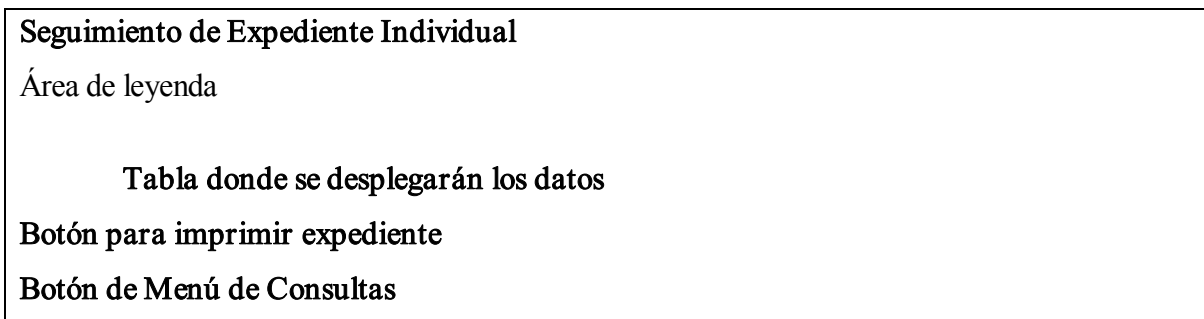 Seguimiento de Expediente Individual
Área de leyenda
Tabla donde se desplegarán los datos
Botón para imprimir expediente
Botón de Menú de Consultas